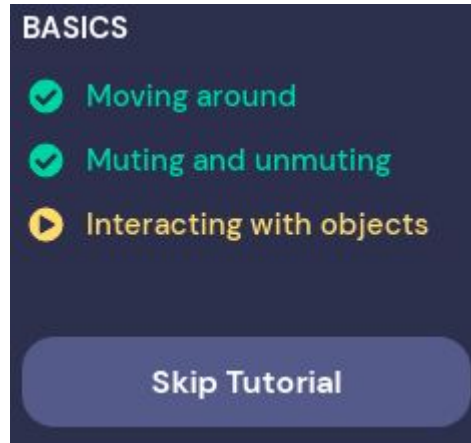 BASICS
Moving around
Muting and unmuting
Interacting with objects
Skip Tutorial